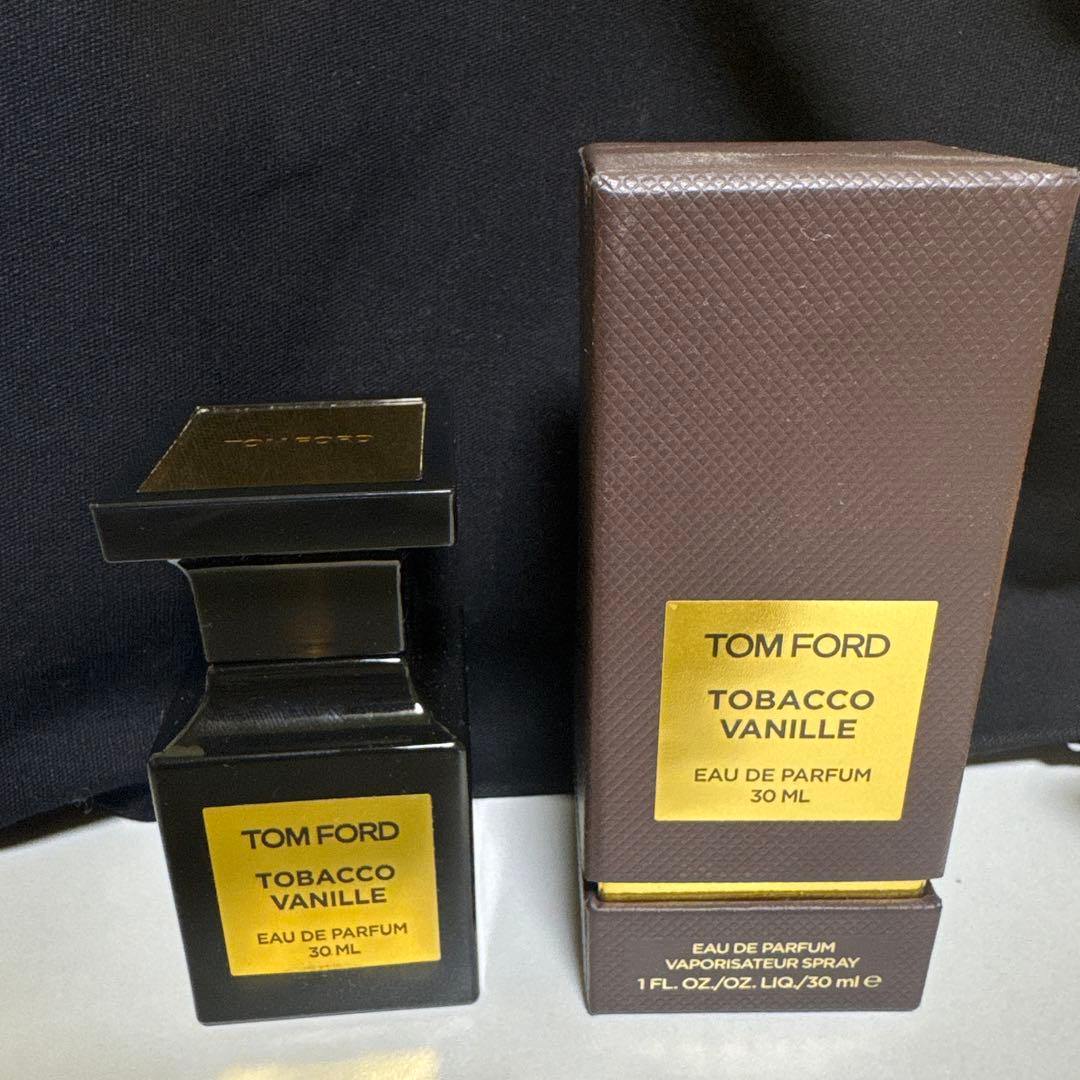 TOM FORD
TOM FORD
TOBACCO
VANILLE
EAU DE PARFUM
30 ML
TOM FORD
TOBACCO
VANILLE
EAU DE PARFUM
30 ML
EAU DE PARFUM
VAPORISATEUR SPRAY
1 FL. OZ./OZ. LIQ./30 ml ℮